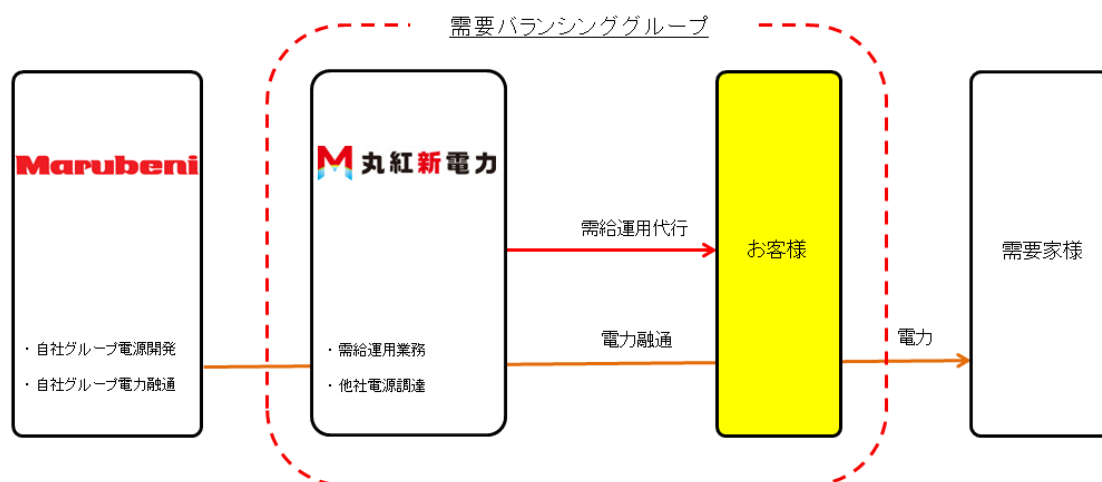 需要バランシンググループ
Marubeni
・自社グループ電源開発
・自社グループ電力融通
丸紅新電力
・需給運用業務
・他社電源調達
需給運用代行
電力融通
お客様
電力
需要家様